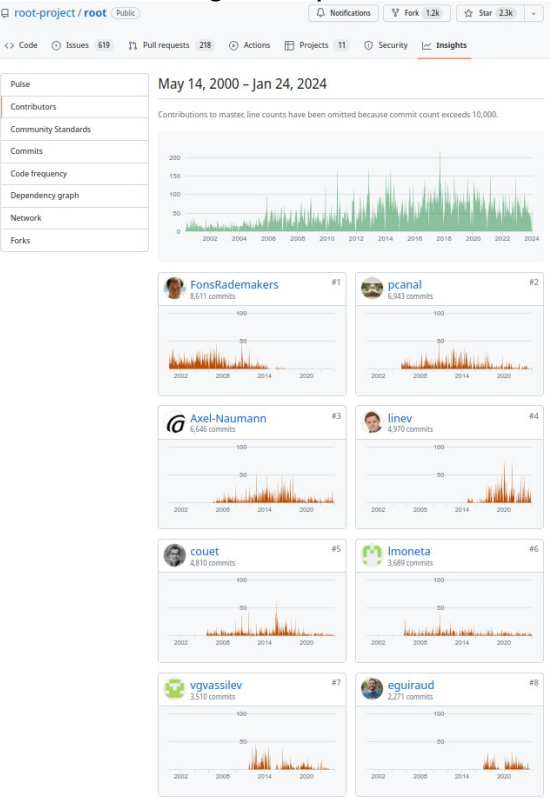 root-project / root Public
Notifications
Fork 1.2k
Star 2.3k
Code
Issues 619
Pull requests 218
Actions
Projects 11
Security
Insights
Pulse
Contributors
Community Standards
Commits
Code frequency
Dependency graph
Network
Forks
May 14, 2000 – Jan 24, 2024
Contributions to master, line counts have been omitted because commit count exceeds 10,000.
200
150
100
50
0
2002 2004 2006 2008 2010 2012 2014 2016 2018 2020 2022 2024
FonsRademakers #1
8,611 commits
100
50
2002 2008 2014 2020
pcanal #2
6,943 commits
100
50
2002 2008 2014 2020
Axel-Naumann #3
6,646 commits
100
50
2002 2008 2014 2020
linev #4
4,970 commits
100
50
2002 2008 2014 2020
couet #5
4,810 commits
100
50
2002 2008 2014 2020
lmoneta #6
3,689 commits
100
50
2002 2008 2014 2020
vgvassilev #7
3,510 commits
100
50
2002 2008 2014 2020
eguiraud #8
2,271 commits
100
50
2002 2008 2014 2020